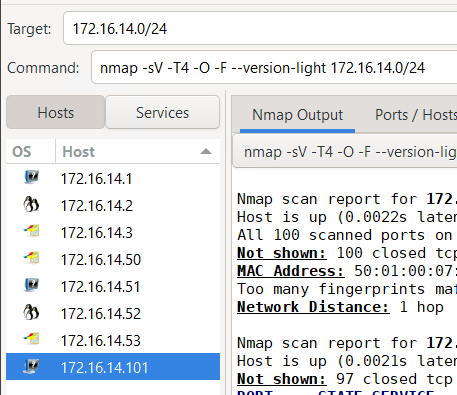 Target: 172.16.14.0/24
Command: nmap -sV -T4 -O -F --version-light 172.16.14.0/24
Hosts Services
OS Host
172.16.14.1
172.16.14.2
172.16.14.3
172.16.14.50
172.16.14.51
172.16.14.52
172.16.14.53
172.16.14.101
Nmap Output Ports / Hosts
nmap -sV -T4 -O -F --version-lig
Nmap scan report for 172.
Host is up (0.0022s late
All 100 scanned ports on
Not shown: 100 closed tcp
MAC Address: 50:01:00:07:
Too many fingerprints mat
Network Distance: 1 hop
Nmap scan report for 172.
Host is up (0.0021s late
Not shown: 97 closed tcp
PORT STATE SERVICE